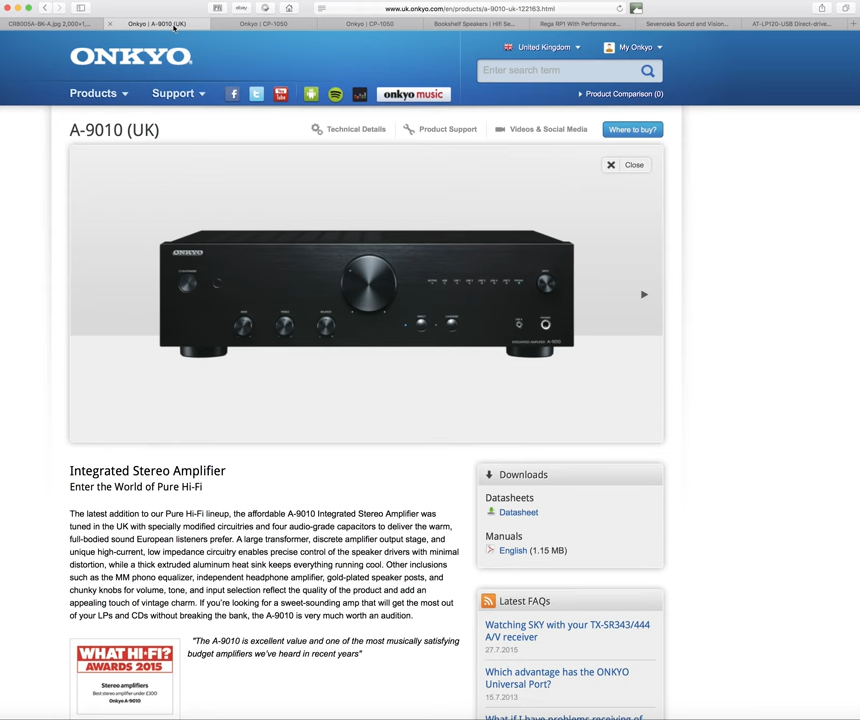 www.uk.onkyo.com/en/products/a-9010-uk-122163.html
CR8005A-BK-A.jpg 2,000×1,... Onkyo | A-9010 (UK) Onkyo | CP-1050 Onkyo | CP-1050 Bookshelf Speakers | Hifi Se... Rega RP1 With Performance... Sevenoaks Sound and Vision... AT-LP120-USB Direct-drive...
ONKYO
United Kingdom My Onkyo
Enter search term
Products Support onkyo music Product Comparison (0)
A-9010 (UK) Technical Details Product Support Videos & Social Media Where to buy?
Close
ONKYO
Integrated Stereo Amplifier
Enter the World of Pure Hi-Fi
The latest addition to our Pure Hi-Fi lineup, the affordable A-9010 Integrated Stereo Amplifier was
tuned in the UK with specially modified circuitries and four audio-grade capacitors to deliver the warm,
full-bodied sound European listeners prefer. A large transformer, discrete amplifier output stage, and
unique high-current, low impedance circuitry enables precise control of the speaker drivers with minimal
distortion, while a thick extruded aluminum heat sink keeps everything running cool. Other inclusions
such as the MM phono equalizer, independent headphone amplifier, gold-plated speaker posts, and
chunky knobs for volume, tone, and input selection reflect the quality of the product and add an
appealing touch of vintage charm. If you're looking for a sweet-sounding amp that will get the most out
of your LPs and CDs without breaking the bank, the A-9010 is very much worth an audition.
WHAT HI-FI?
AWARDS 2015
Stereo amplifiers
Best stereo amplifier under £300
Onkyo A-9010
"The A-9010 is excellent value and one of the most musically satisfying
budget amplifiers we've heard in recent years"
Downloads
Datasheets
Datasheet
Manuals
English (1.15 MB)
Latest FAQs
Watching SKY with your TX-SR343/444
A/V receiver
27.7.2015
Which advantage has the ONKYO
Universal Port?
15.7.2013
What if I have problems receiving of